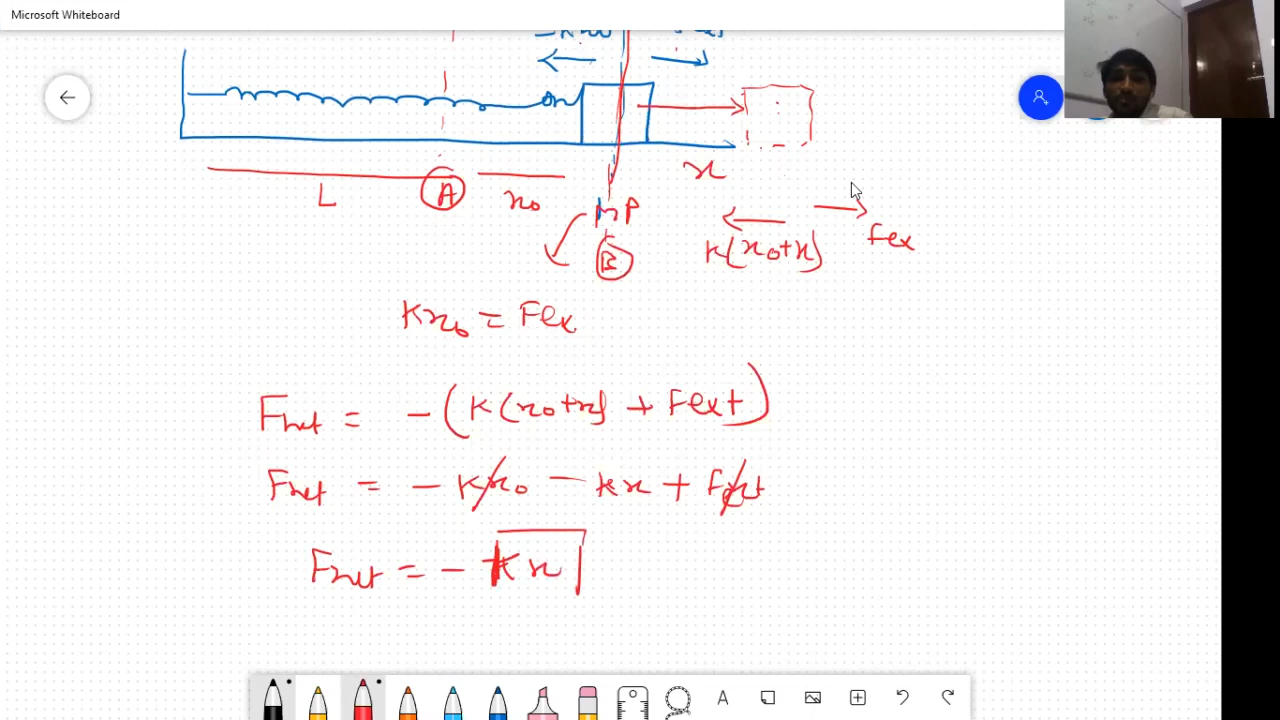 Microsoft Whiteboard
x
L
A
x₀
MP
B
K(x₀+x)
Fex
Kx₀ = Fex
Fnet = -(K(x₀+x) + Fext)
Fnet = - Kx₀ - Kx + Fext
Fnet = - Kx
A